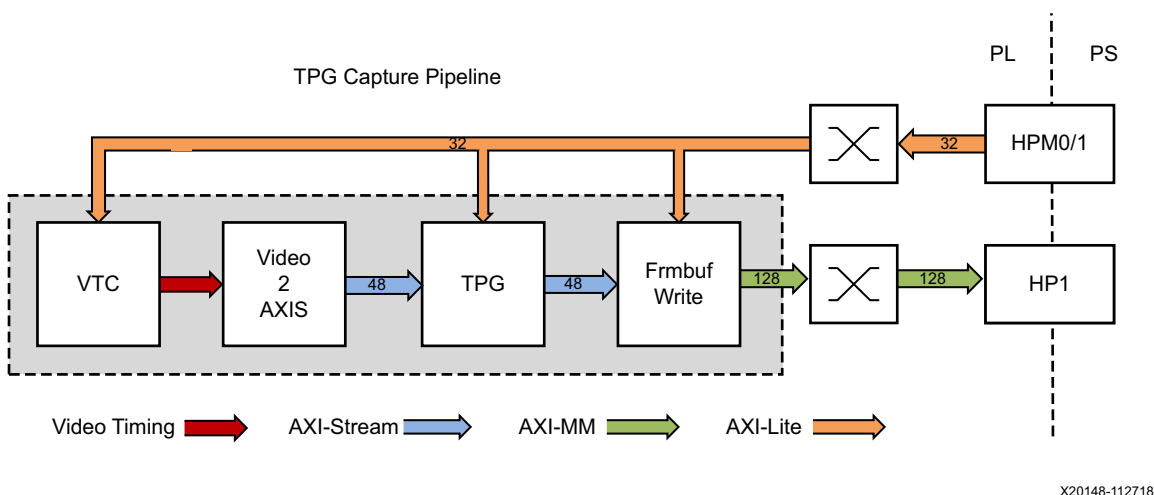 TPG Capture Pipeline
PL
PS
32
32
HPM0/1
VTC
Video
2
AXIS
48
TPG
48
Frmbuf
Write
128
128
HP1
Video Timing
AXI-Stream
AXI-MM
AXI-Lite
X20148-112718